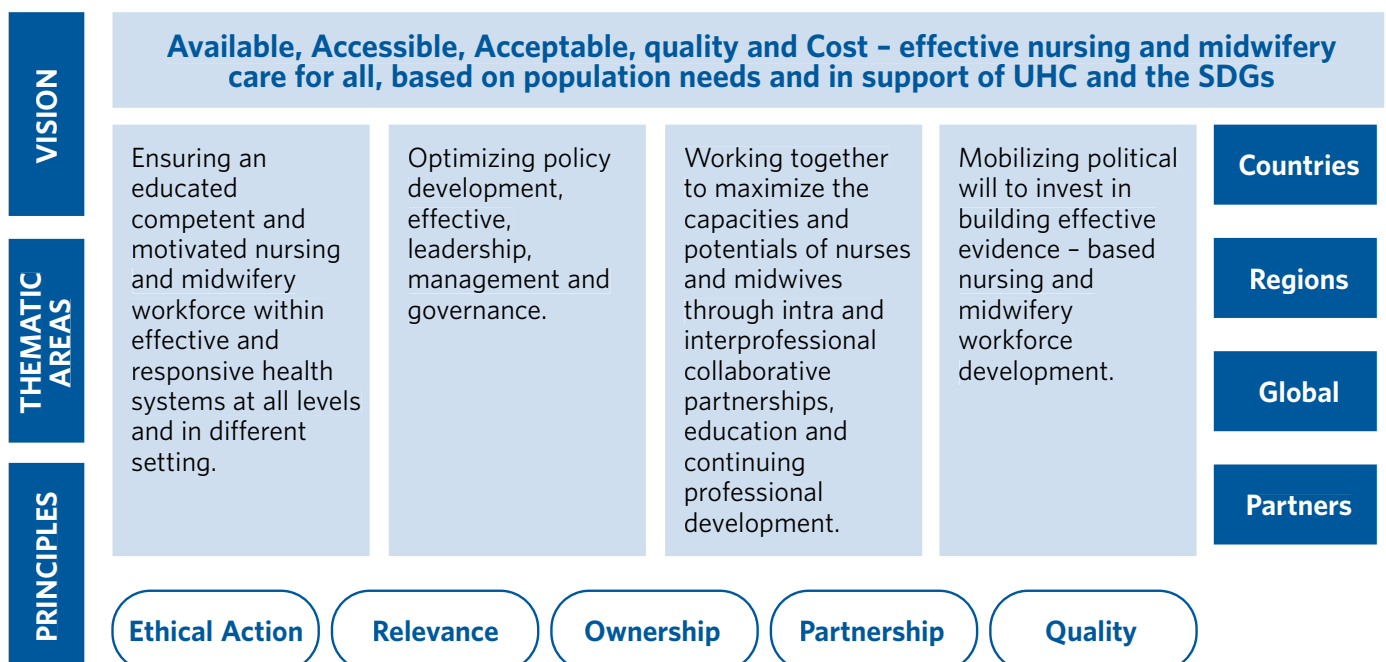 VISION
Available, Accessible, Acceptable, quality and Cost – effective nursing and midwifery
care for all, based on population needs and in support of UHC and the SDGs
THEMATIC
AREAS
Ensuring an
educated
competent and
motivated nursing
and midwifery
workforce within
effective and
responsive health
systems at all levels
and in different
setting.
Optimizing policy
development,
effective,
leadership,
management and
governance.
Working together
to maximize the
capacities and
potentials of nurses
and midwives
through intra and
interprofessional
collaborative
partnerships,
education and
continuing
professional
development.
Mobilizing political
will to invest in
building effective
evidence – based
nursing and
midwifery
workforce
development.
Countries
Regions
Global
Partners
PRINCIPLES
Ethical Action
Relevance
Ownership
Partnership
Quality